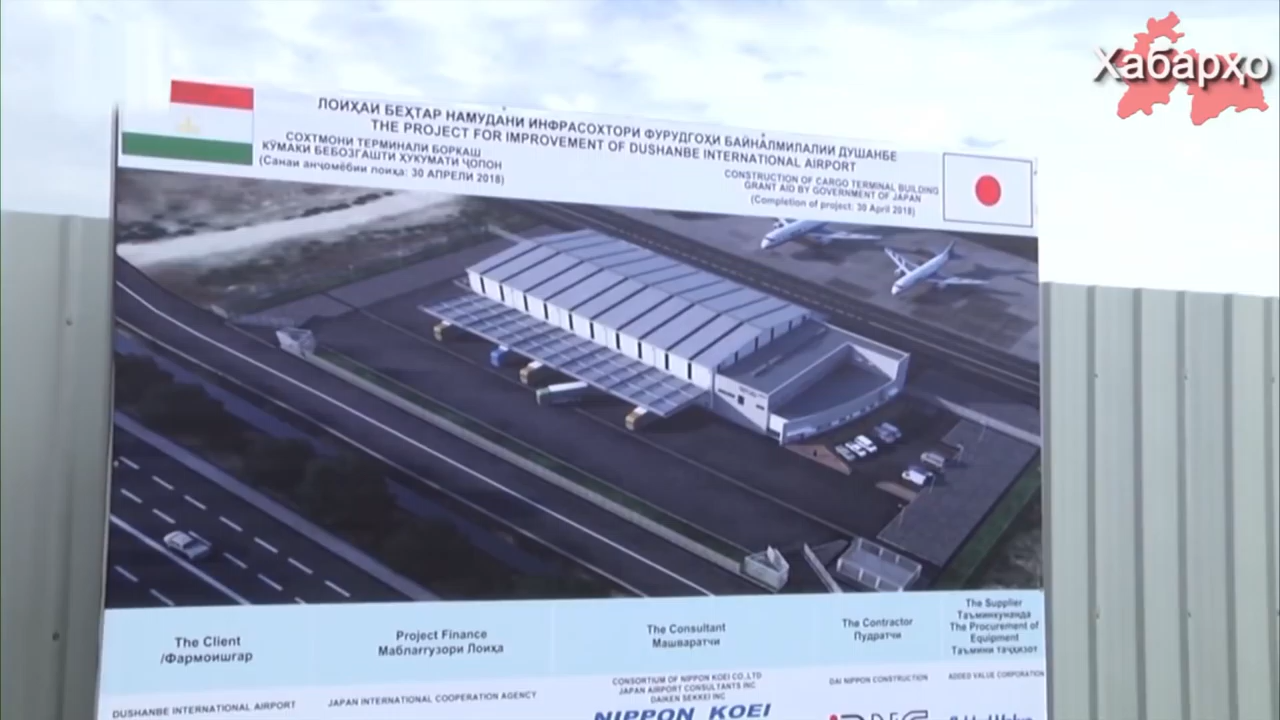 Хабарҳо
ЛОИҲАИ БЕҲТАР НАМУДАНИ ИНФРАСОХТОРИ ФУРУДГОҲИ БАЙНАЛМИЛАЛИИ ДУШАНБЕ
THE PROJECT FOR IMPROVEMENT OF DUSHANBE INTERNATIONAL AIRPORT
СОХТМОНИ ТЕРМИНАЛИ БОРКАШ
КӮМАКИ БЕБОЗГАШТИ ҲУКУМАТИ ҶОПОН
(Санаи анҷомёбии лоиҳа: 30 АПРЕЛИ 2018)
CONSTRUCTION OF CARGO TERMINAL BUILDING
GRANT AID BY GOVERNMENT OF JAPAN
(Completion of project: 30 April 2018)
The Client
/Фармоишгар
DUSHANBE INTERNATIONAL AIRPORT
Project Finance
Маблағгузори Лоиҳа
JAPAN INTERNATIONAL COOPERATION AGENCY
The Consultant
Машваратчи
CONSORTIUM OF NIPPON KOEI CO.,LTD
JAPAN AIRPORT CONSULTANTS INC
DAIKEN SEKKEI INC
NIPPON KOEI
The Contractor
Пудратчи
DAI NIPPON CONSTRUCTION
The Supplier
Таъминкунанда
The Procurement of
Equipment
Таъмини таҷҳизот
ADDED VALUE CORPORATION